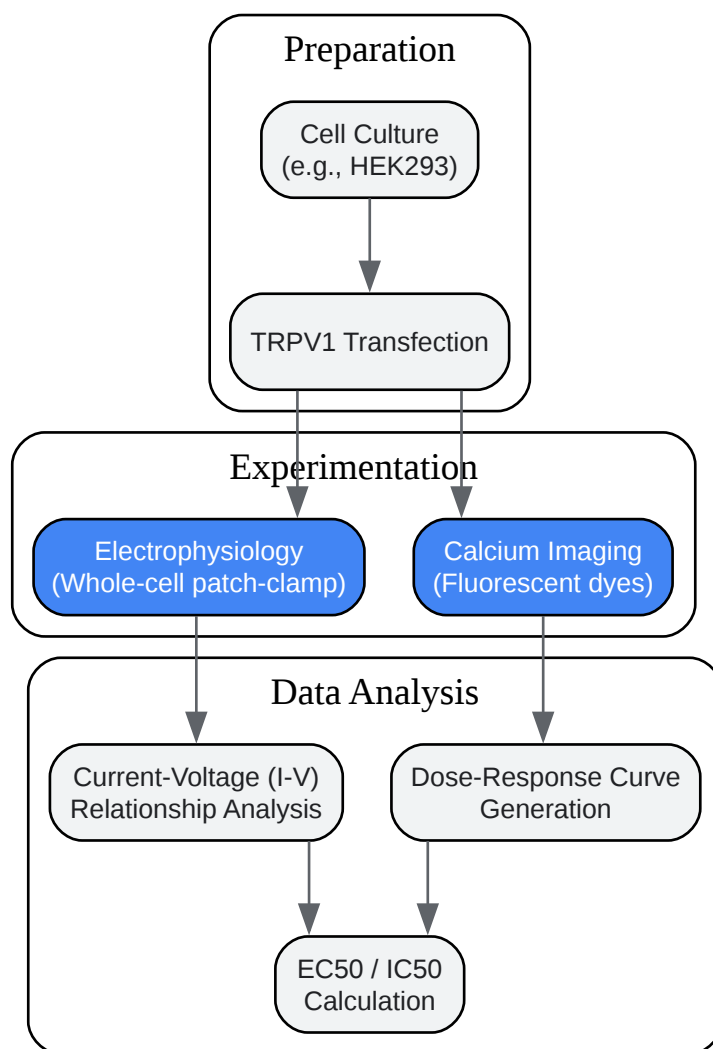 Preparation
Cell Culture
(e.g., HEK293)
TRPV1 Transfection
Experimentation
Electrophysiology
(Whole-cell patch-clamp)
Calcium Imaging
(Fluorescent dyes)
Data Analysis
Current-Voltage (I-V)
Relationship Analysis
Dose-Response Curve
Generation
EC50 / IC50
Calculation